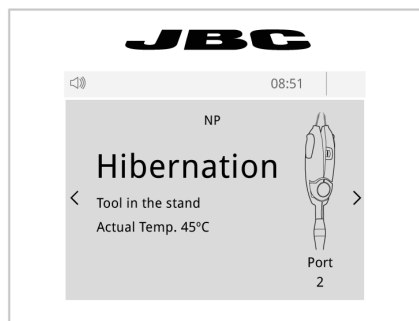 JBC
08:51
NP
Hibernation
Tool in the stand
Actual Temp. 45ºC
Port
2